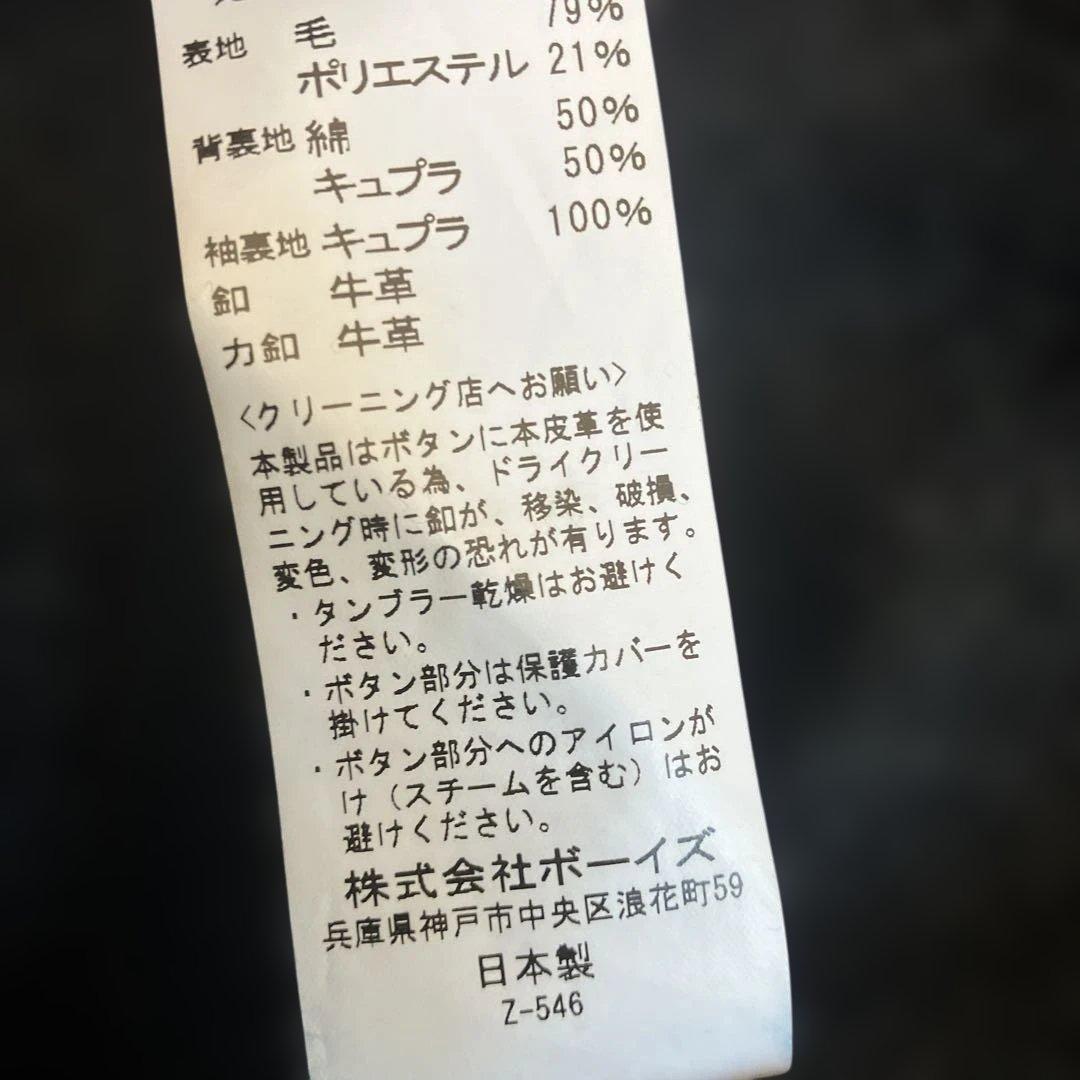 表地 毛 79%
ポリエステル 21%
背裏地 綿 50%
キュプラ 50%
袖裏地 キュプラ 100%
釦 牛革
力釦 牛革
〈クリーニング店へお願い〉
本製品はボタンに本皮革を使
用している為、ドライクリー
ニング時に釦が、移染、破損、
変色、変形の恐れが有ります。
・タンブラー乾燥はお避けく
ださい。
・ボタン部分は保護カバーを
掛けてください。
・ボタン部分へのアイロンが
け（スチームを含む）はお
避けください。
株式会社ボーイズ
兵庫県神戸市中央区浪花町59
日本製
Z-546